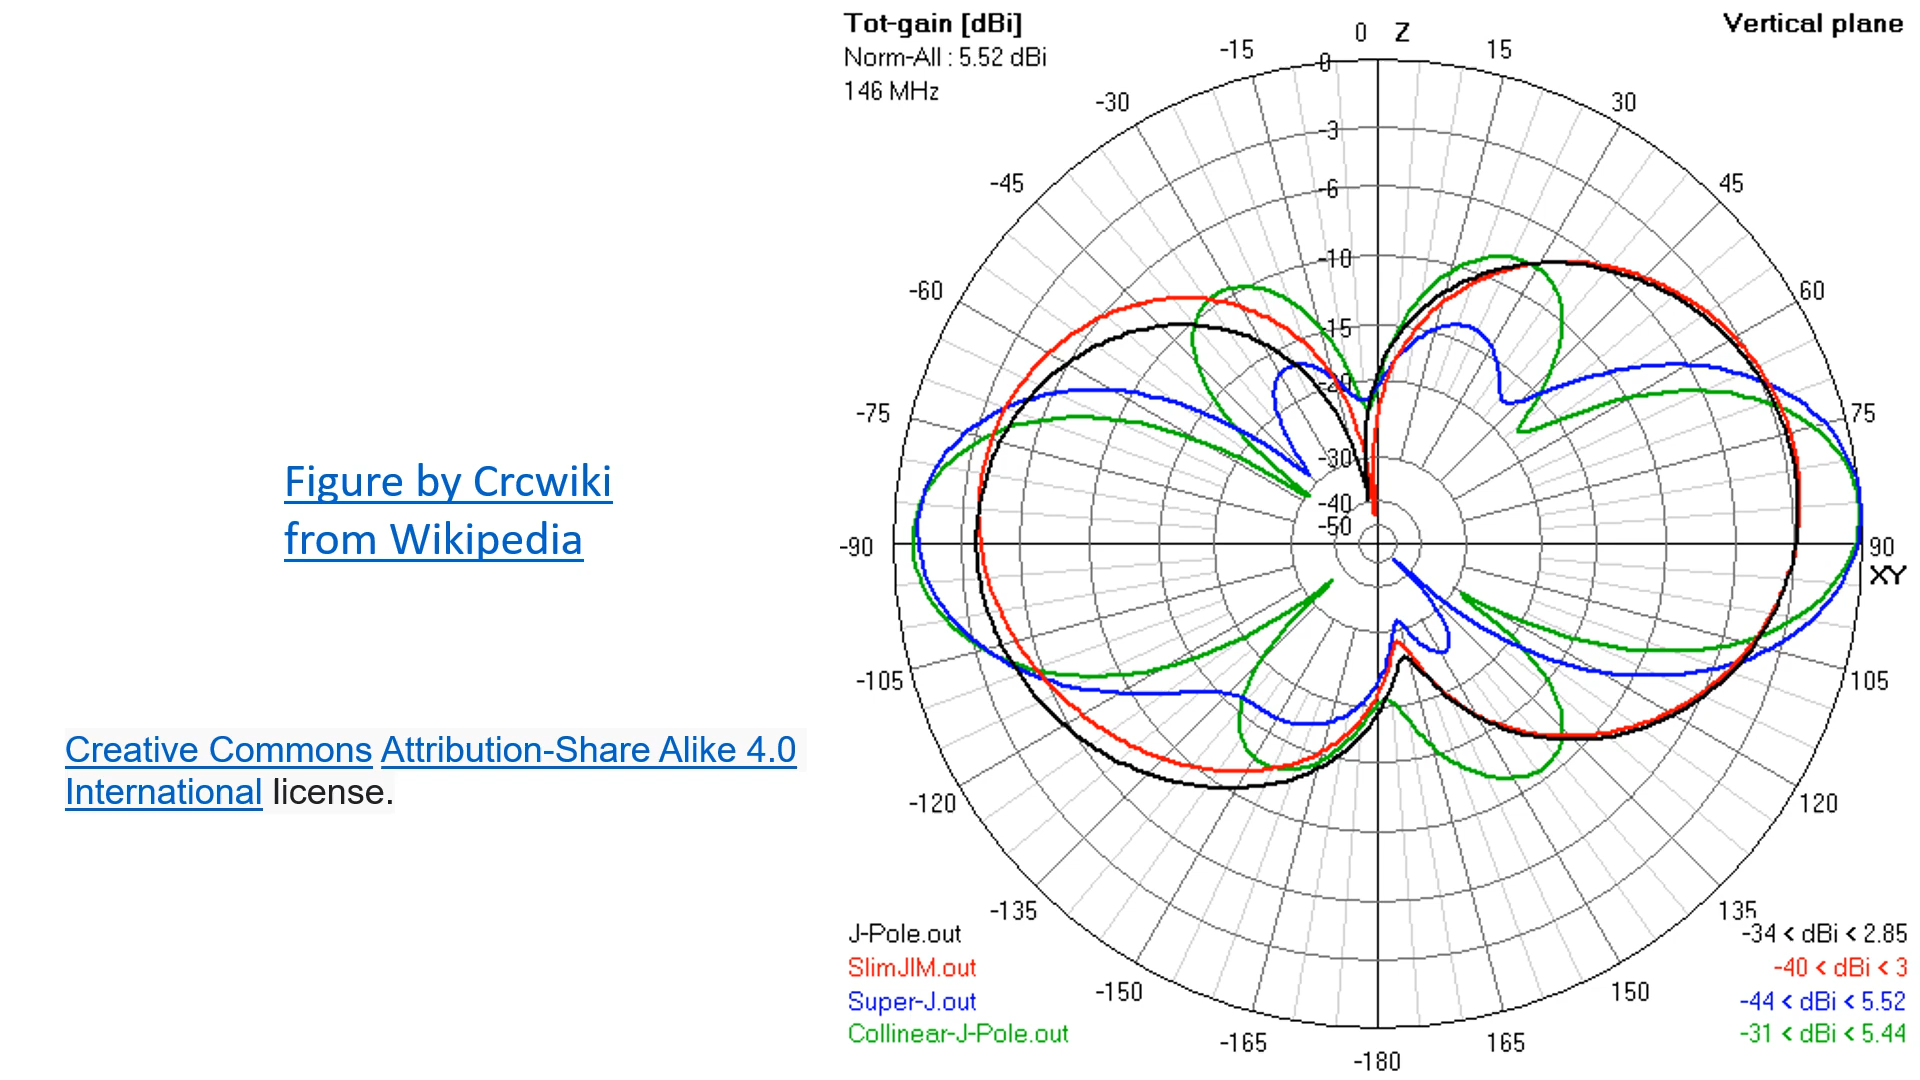 Tot-gain [dBi]
Vertical plane
Norm-All : 5.52 dBi
146 MHz
0 Z
-15
15
-30
30
-45
45
-60
60
-75
75
-90
90
XY
-105
105
-120
120
-135
135
-150
150
-165
165
-180
0
-3
-6
-10
-15
-20
-30
-40
-50
Figure by Crcwiki
from Wikipedia
Creative Commons Attribution-Share Alike 4.0
International license.
J-Pole.out
SlimJIM.out
Super-J.out
Collinear-J-Pole.out
-34 < dBi < 2.85
-40 < dBi < 3
-44 < dBi < 5.52
-31 < dBi < 5.44